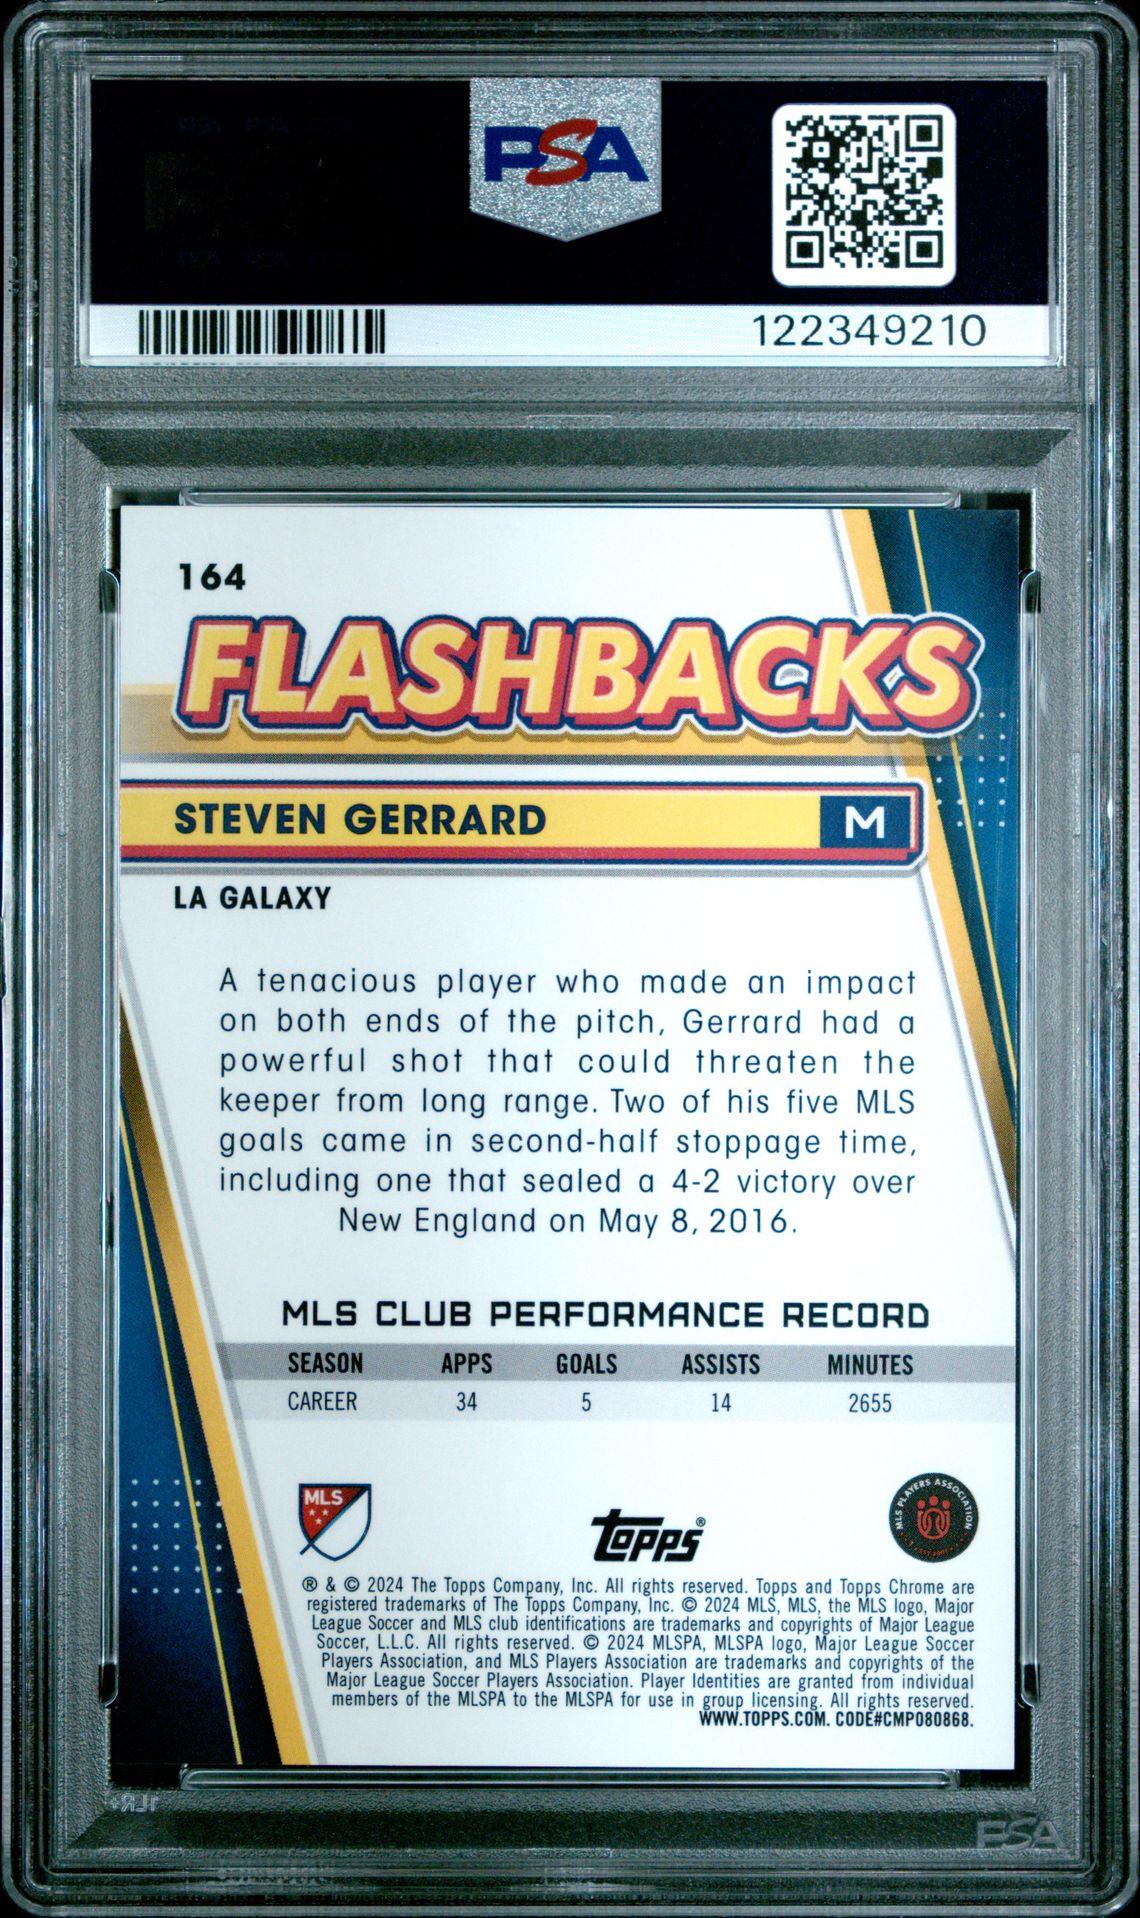 PSA
122349210
164
FLASHBACKS
STEVEN GERRARD
M
LA GALAXY
A tenacious player who made an impact
on both ends of the pitch, Gerrard had a
powerful shot that could threaten the
keeper from long range. Two of his five MLS
goals came in second-half stoppage time,
including one that sealed a 4-2 victory over
New England on May 8, 2016.
MLS CLUB PERFORMANCE RECORD
SEASON APPS GOALS ASSISTS MINUTES
CAREER 34 5 14 2655
MLS
topps®
MLS PLAYERS ASSOCIATION
® & © 2024 The Topps Company, Inc. All rights reserved. Topps and Topps Chrome are
registered trademarks of The Topps Company, Inc. © 2024 MLS, MLS, the MLS logo, Major
League Soccer and MLS club identifications are trademarks and copyrights of Major League
Soccer, L.L.C. All rights reserved. © 2024 MLSPA, MLSPA logo, Major League Soccer
Players Association, and MLS Players Association are trademarks and copyrights of the
Major League Soccer Players Association. Player Identities are granted from individual
members of the MLSPA to the MLSPA for use in group licensing. All rights reserved.
WWW.TOPPS.COM. CODE#CMP080868.
PSA